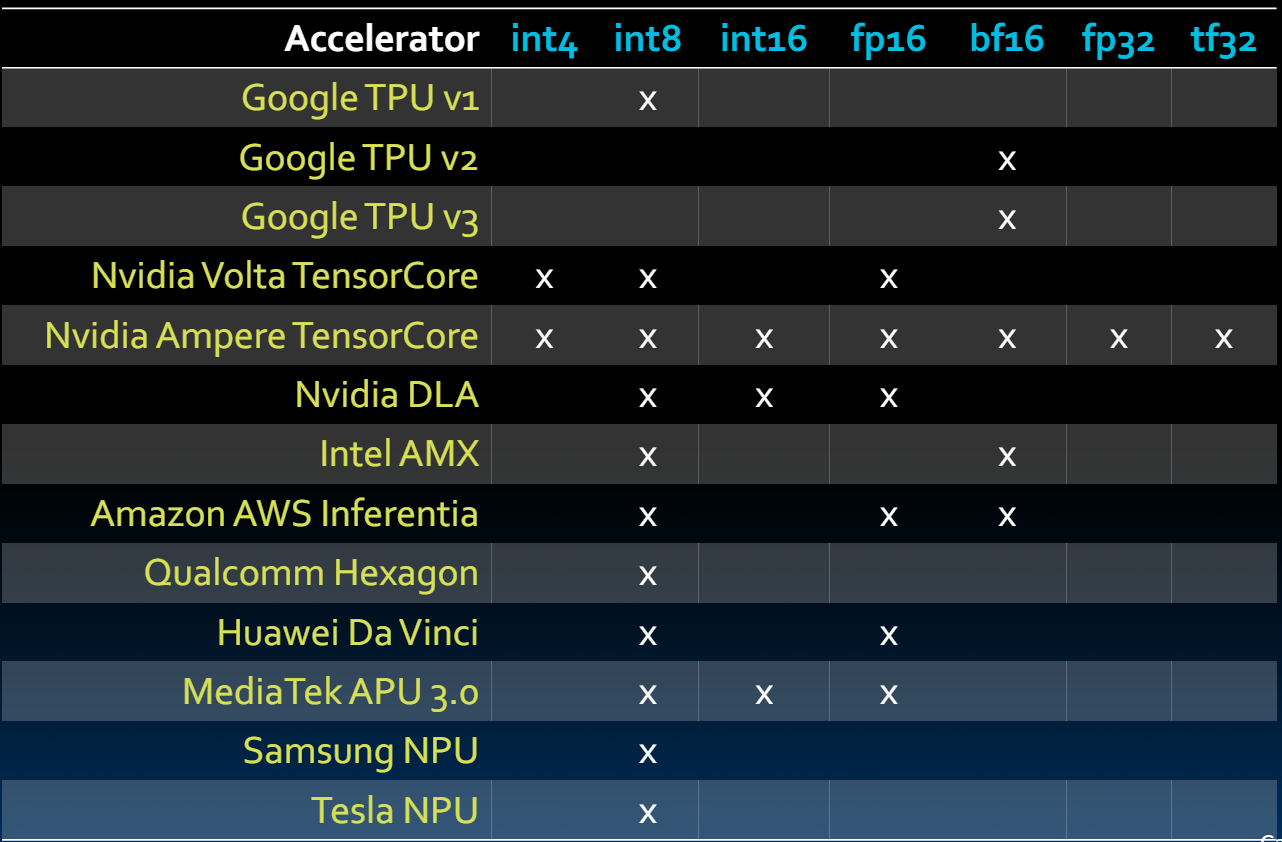 Accelerator int4 int8 int16 fp16 bf16 fp32 tf32
Google TPU v1 x
Google TPU v2 x
Google TPU v3 x
Nvidia Volta TensorCore x x x
Nvidia Ampere TensorCore x x x x x x x
Nvidia DLA x x x
Intel AMX x x
Amazon AWS Inferentia x x x
Qualcomm Hexagon x
Huawei Da Vinci x x
MediaTek APU 3.0 x x x
Samsung NPU x
Tesla NPU x